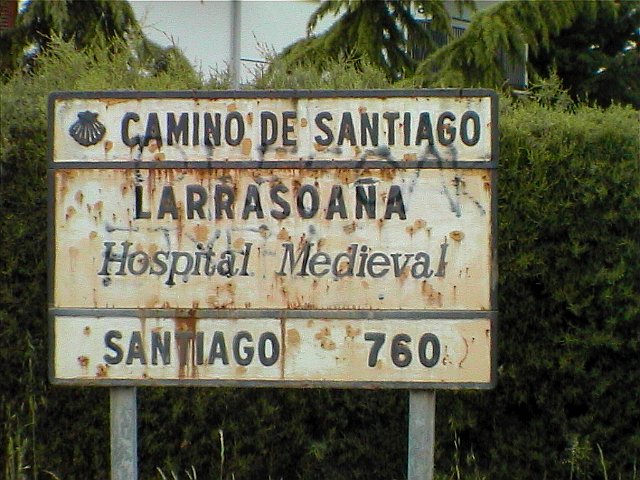 CAMINO DE SANTIAGO
LARRASOAÑA
Hospital Medieval
SANTIAGO 760